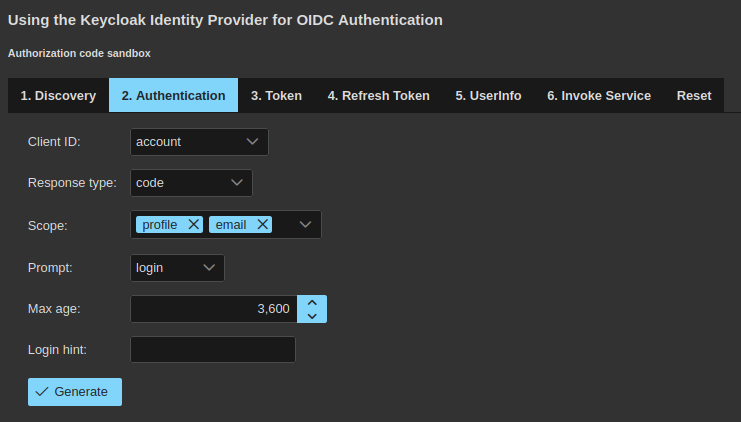 Using the Keycloak Identity Provider for OIDC Authentication
Authorization code sandbox
1. Discovery 2. Authentication 3. Token 4. Refresh Token 5. UserInfo 6. Invoke Service Reset
Client ID: account
Response type: code
Scope: profile email
Prompt: login
Max age: 3,600
Login hint:
Generate